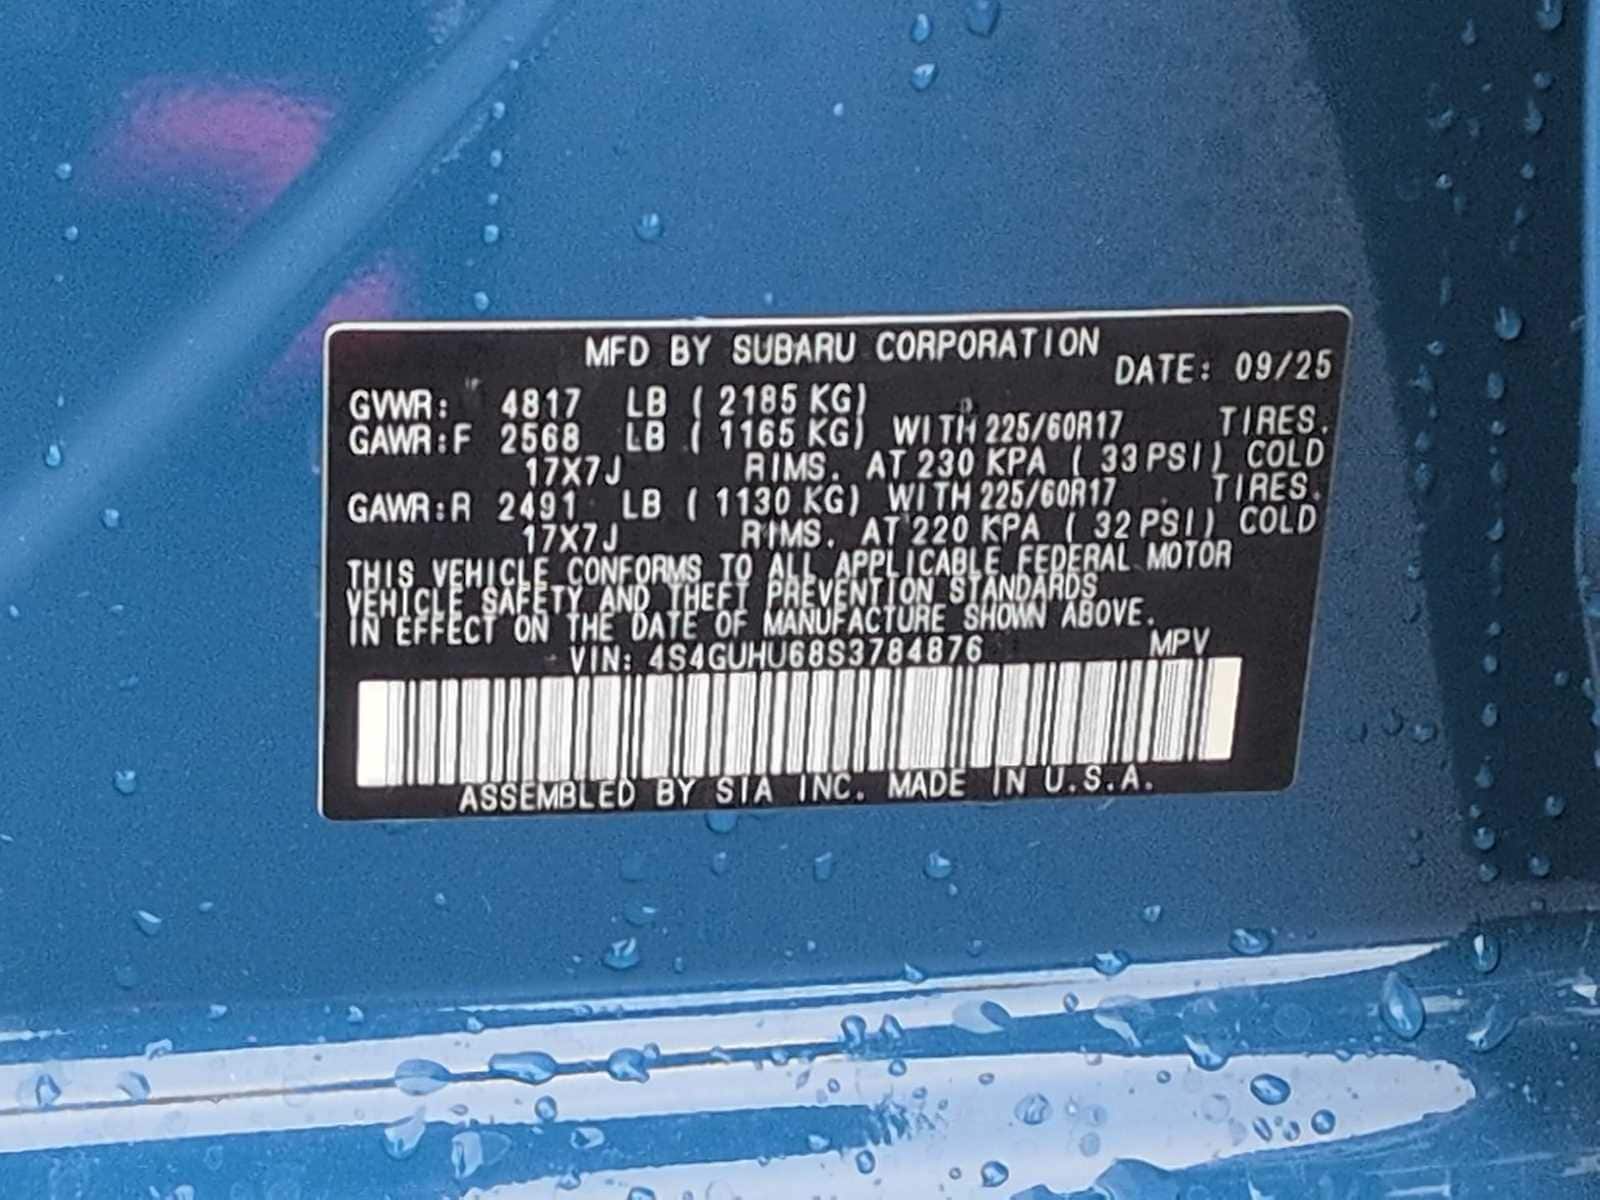 MFD BY SUBARU CORPORATION
DATE: 09/25
GVWR: 4817 LB ( 2185 KG)
GAWR:F 2568 LB ( 1165 KG) WITH 225/60R17 TIRES.
17X7J RIMS. AT 230 KPA ( 33 PSI) COLD
GAWR:R 2491 LB ( 1130 KG) WITH 225/60R17 TIRES.
17X7J RIMS. AT 220 KPA ( 32 PSI) COLD
THIS VEHICLE CONFORMS TO ALL APPLICABLE FEDERAL MOTOR
VEHICLE SAFETY AND THEFT PREVENTION STANDARDS
IN EFFECT ON THE DATE OF MANUFACTURE SHOWN ABOVE.
VIN: 4S4GUHU68S3784876 MPV
ASSEMBLED BY SIA INC. MADE IN U.S.A.